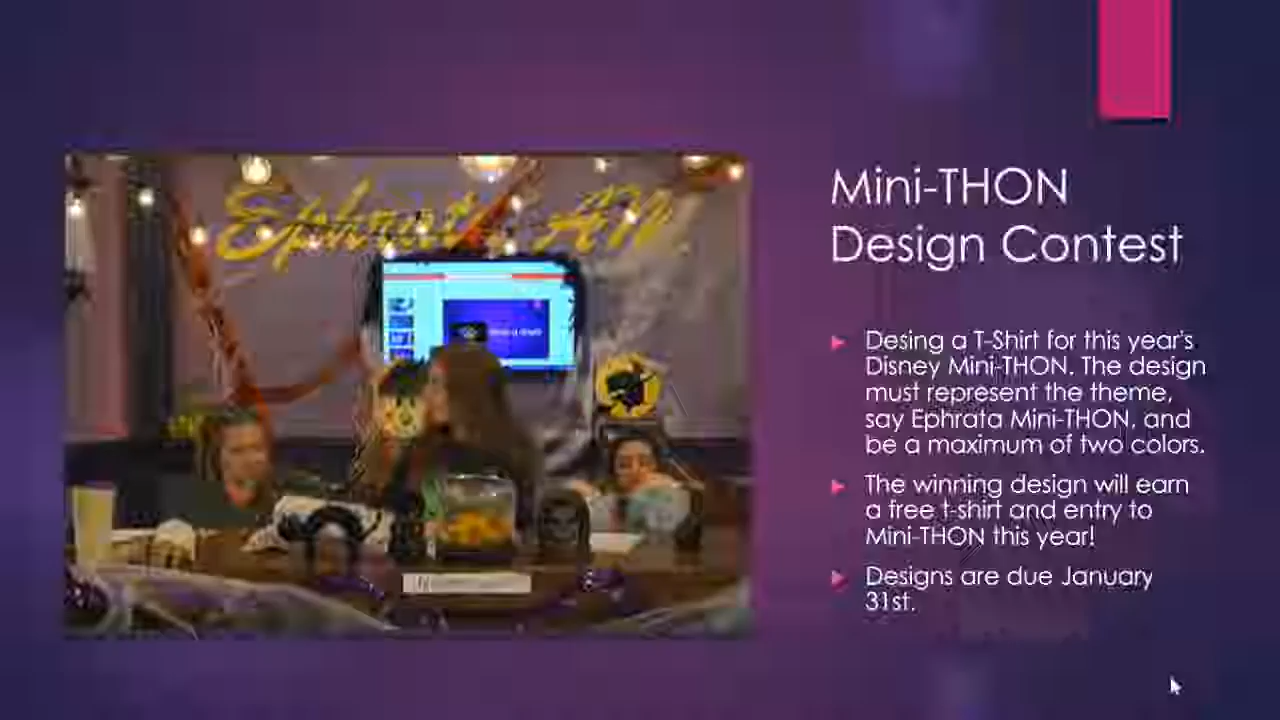 Ephrata AM
Mini-THON
Design Contest
Desing a T-Shirt for this year's
Disney Mini-THON. The design
must represent the theme,
say Ephrata Mini-THON, and
be a maximum of two colors.
The winning design will earn
a free t-shirt and entry to
Mini-THON this year!
Designs are due January
31st.